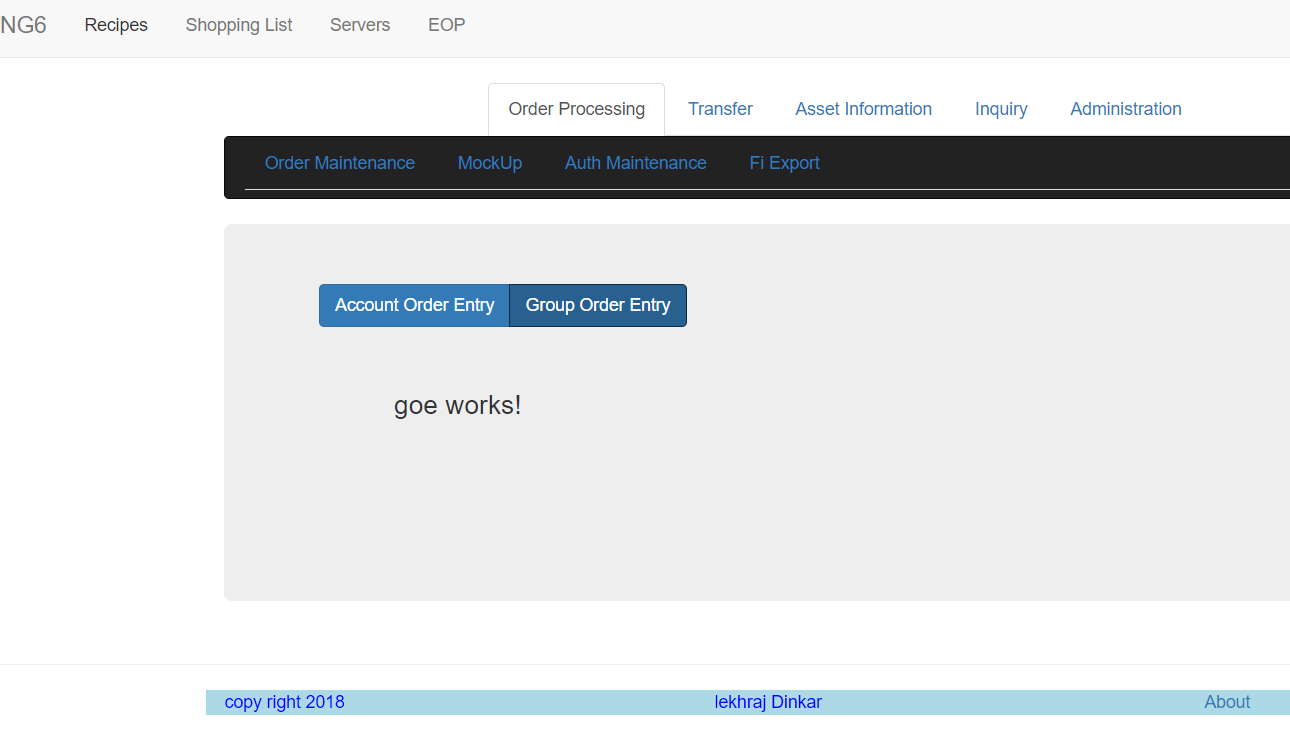 NG6 Recipes Shopping List Servers EOP
Order Processing Transfer Asset Information Inquiry Administration
Order Maintenance MockUp Auth Maintenance Fi Export
Account Order Entry Group Order Entry
goe works!
copy right 2018 lekhraj Dinkar About